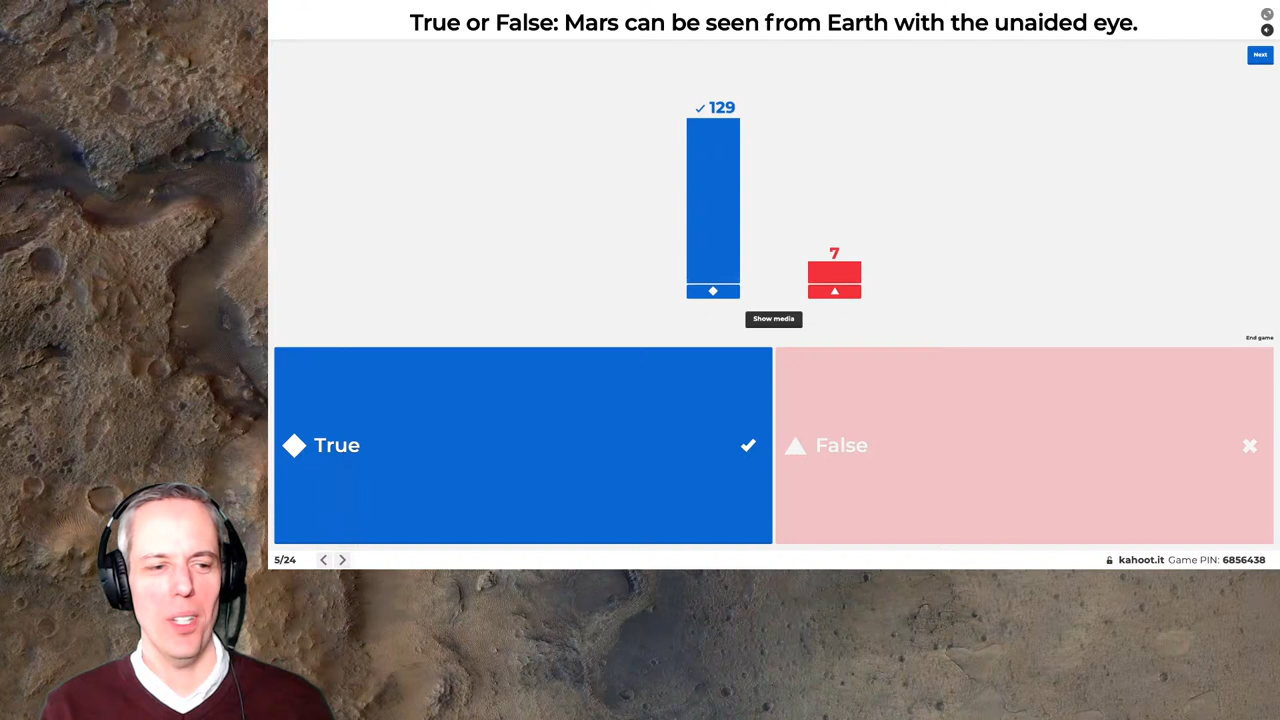 True or False: Mars can be seen from Earth with the unaided eye.
Next
129
7
Show media
End game
True
False
5/24
kahoot.it Game PIN: 6856438